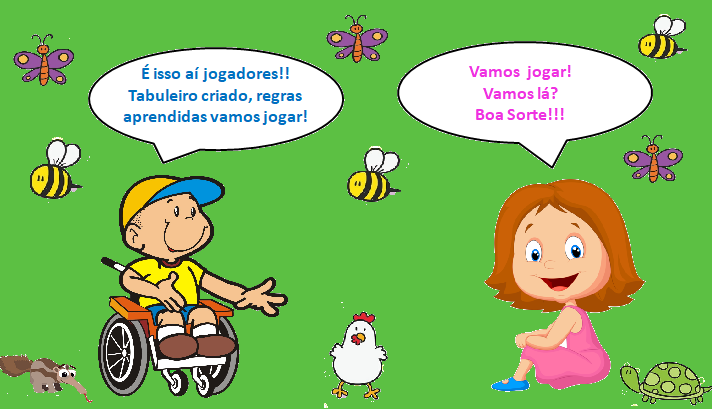 É isso aí jogadores!!
Tabuleiro criado, regras
aprendidas vamos jogar!
Vamos jogar!
Vamos lá?
Boa Sorte!!!